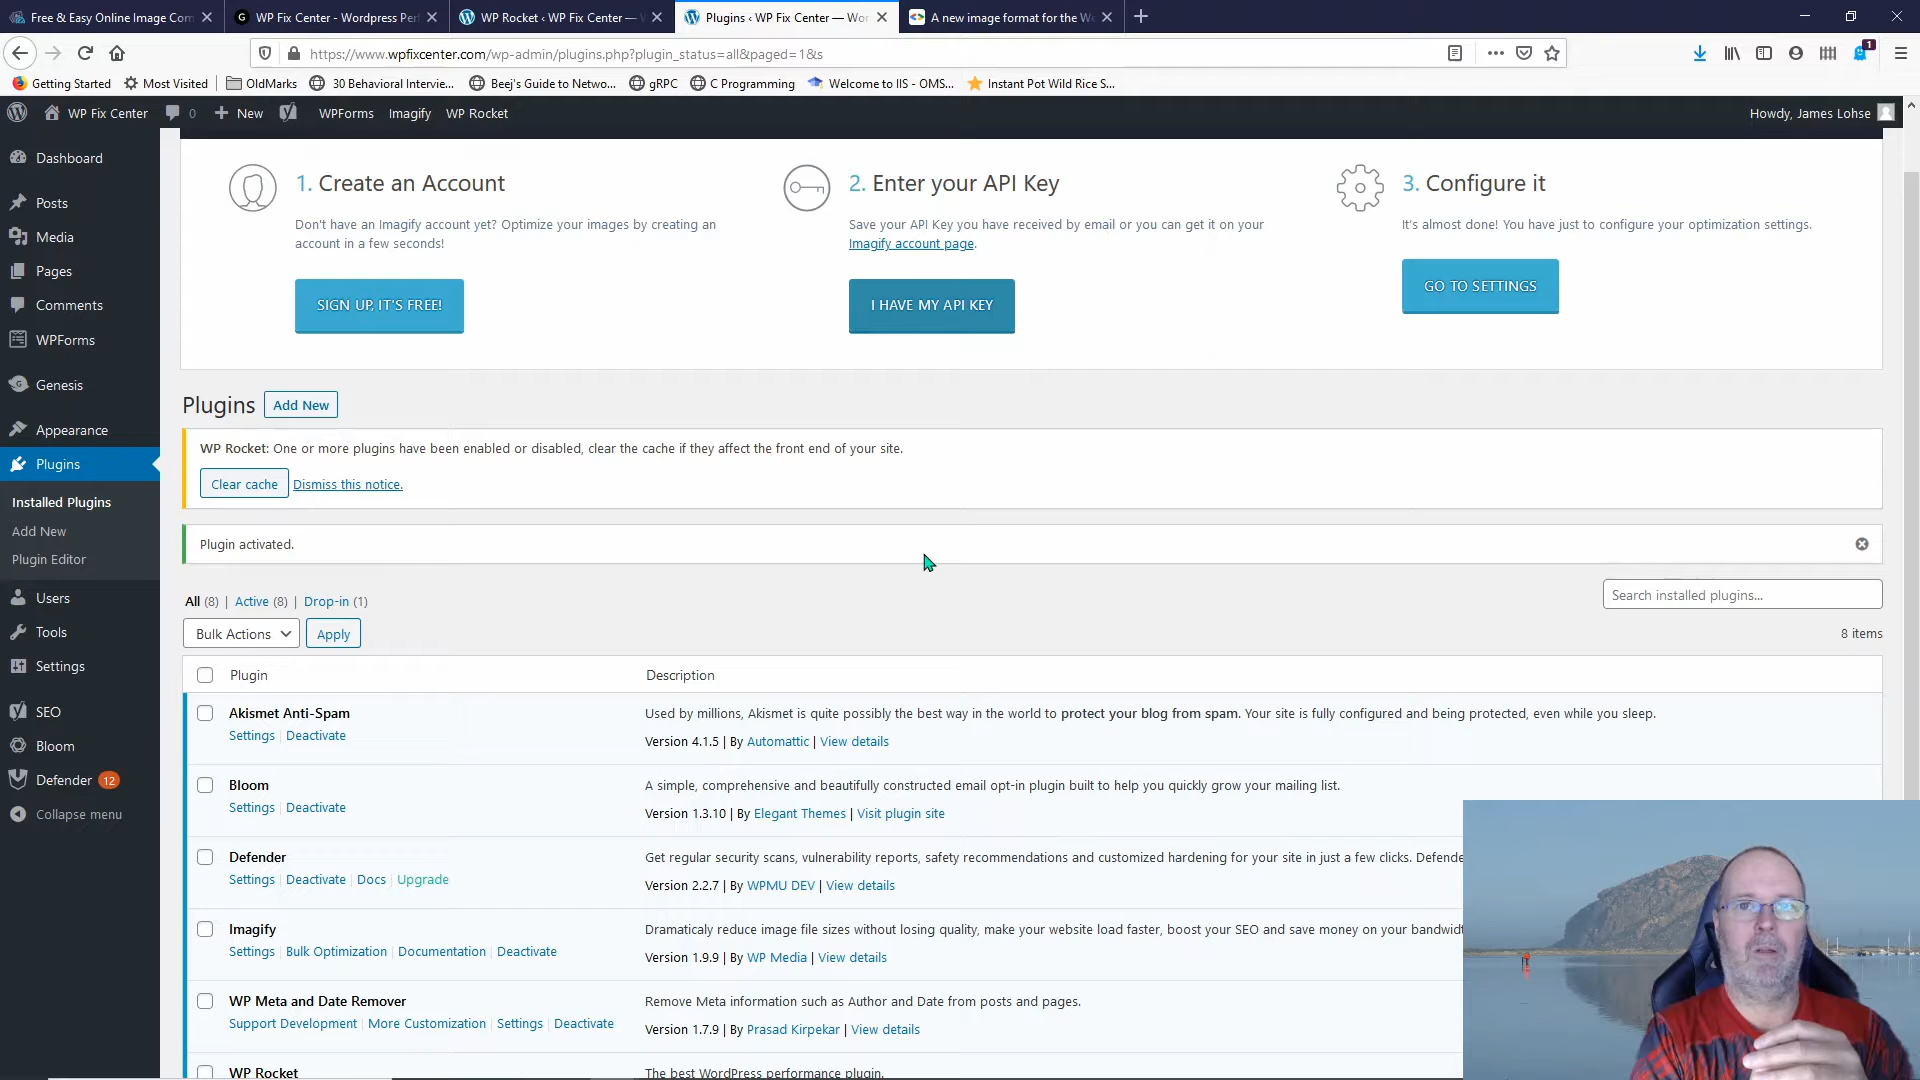 Free & Easy Online Image Com
WP Fix Center - Wordpress Per
WP Rocket ‹ WP Fix Center —
Plugins ‹ WP Fix Center — Wor
A new image format for the We
https://www.wpfixcenter.com/wp-admin/plugins.php?plugin_status=all&paged=1&s
1
Getting Started
Most Visited
OldMarks
30 Behavioral Intervie...
Beej's Guide to Netwo...
gRPC
C Programming
Welcome to IIS - OMS...
Instant Pot Wild Rice S...
WP Fix Center
0
New
WPForms
Imagify
WP Rocket
Howdy, James Lohse
Dashboard
Posts
Media
Pages
Comments
WPForms
Genesis
Appearance
Plugins
Installed Plugins
Add New
Plugin Editor
Users
Tools
Settings
SEO
Bloom
Defender 12
Collapse menu
1. Create an Account
Don't have an Imagify account yet? Optimize your images by creating an
account in a few seconds!
SIGN UP, IT'S FREE!
2. Enter your API Key
Save your API Key you have received by email or you can get it on your
Imagify account page.
I HAVE MY API KEY
3. Configure it
It's almost done! You have just to configure your optimization settings.
GO TO SETTINGS
Plugins
Add New
WP Rocket: One or more plugins have been enabled or disabled, clear the cache if they affect the front end of your site.
Clear cache
Dismiss this notice.
Plugin activated.
All (8) | Active (8) | Drop-in (1)
Search installed plugins...
Bulk Actions
Apply
8 items
Plugin
Description
Akismet Anti-Spam
Settings | Deactivate
Used by millions, Akismet is quite possibly the best way in the world to protect your blog from spam. Your site is fully configured and being protected, even while you sleep.
Version 4.1.5 | By Automattic | View details
Bloom
Settings | Deactivate
A simple, comprehensive and beautifully constructed email opt-in plugin built to help you quickly grow your mailing list.
Version 1.3.10 | By Elegant Themes | Visit plugin site
Defender
Settings | Deactivate | Docs | Upgrade
Get regular security scans, vulnerability reports, safety recommendations and customized hardening for your site in just a few clicks. Defende
Version 2.2.7 | By WPMU DEV | View details
Imagify
Settings | Bulk Optimization | Documentation | Deactivate
Dramaticaly reduce image file sizes without losing quality, make your website load faster, boost your SEO and save money on your bandwidt
Version 1.9.9 | By WP Media | View details
WP Meta and Date Remover
Support Development | More Customization | Settings | Deactivate
Remove Meta information such as Author and Date from posts and pages.
Version 1.7.9 | By Prasad Kirpekar | View details
WP Rocket
The best WordPress performance plugin.